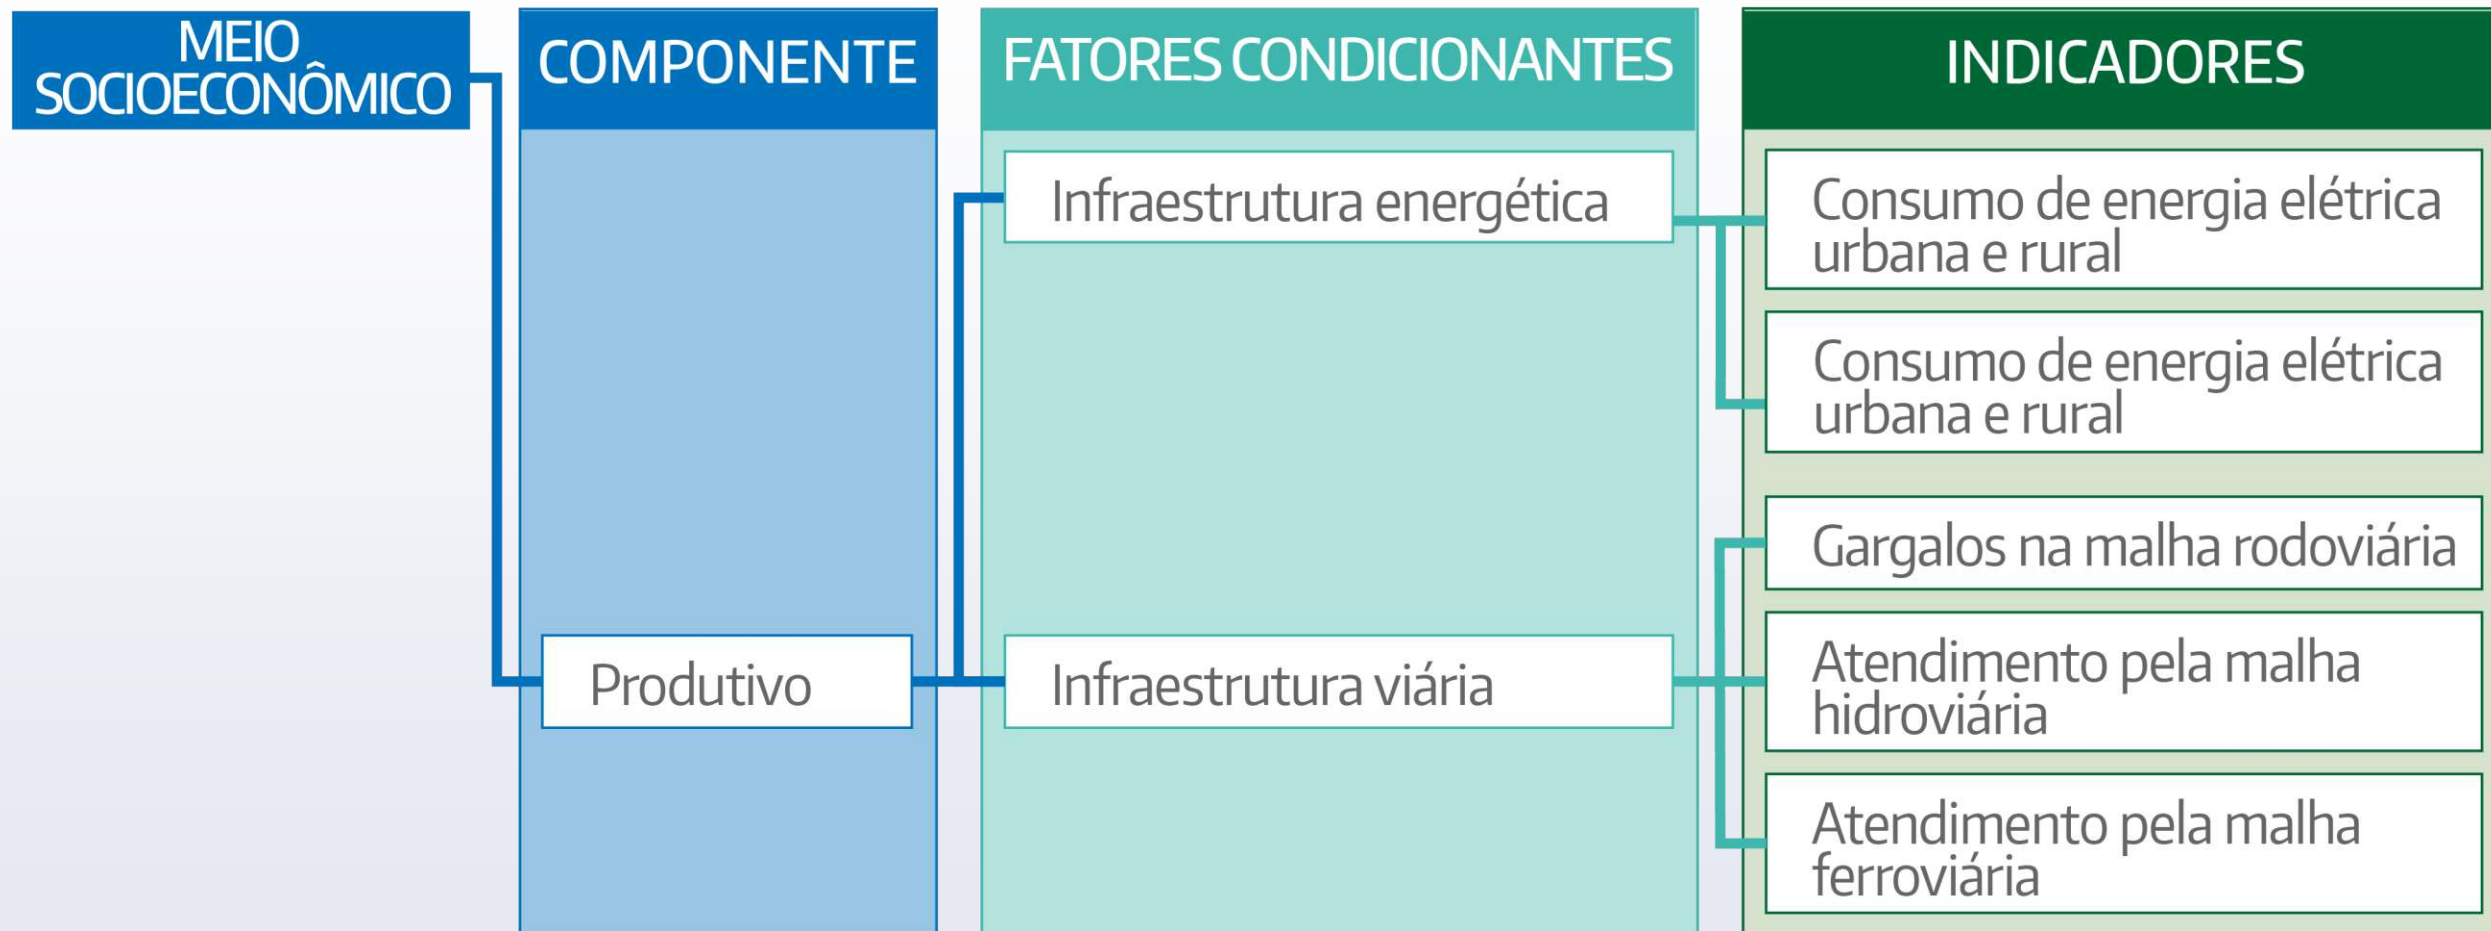 MEIO
SOCIOECONÔMICO
COMPONENTE
FATORES CONDICIONANTES
INDICADORES
Infraestrutura energética
Consumo de energia elétrica
urbana e rural
Consumo de energia elétrica
urbana e rural
Gargalos na malha rodoviária
Produtivo
Infraestrutura viária
Atendimento pela malha
hidroviária
Atendimento pela malha
ferroviária